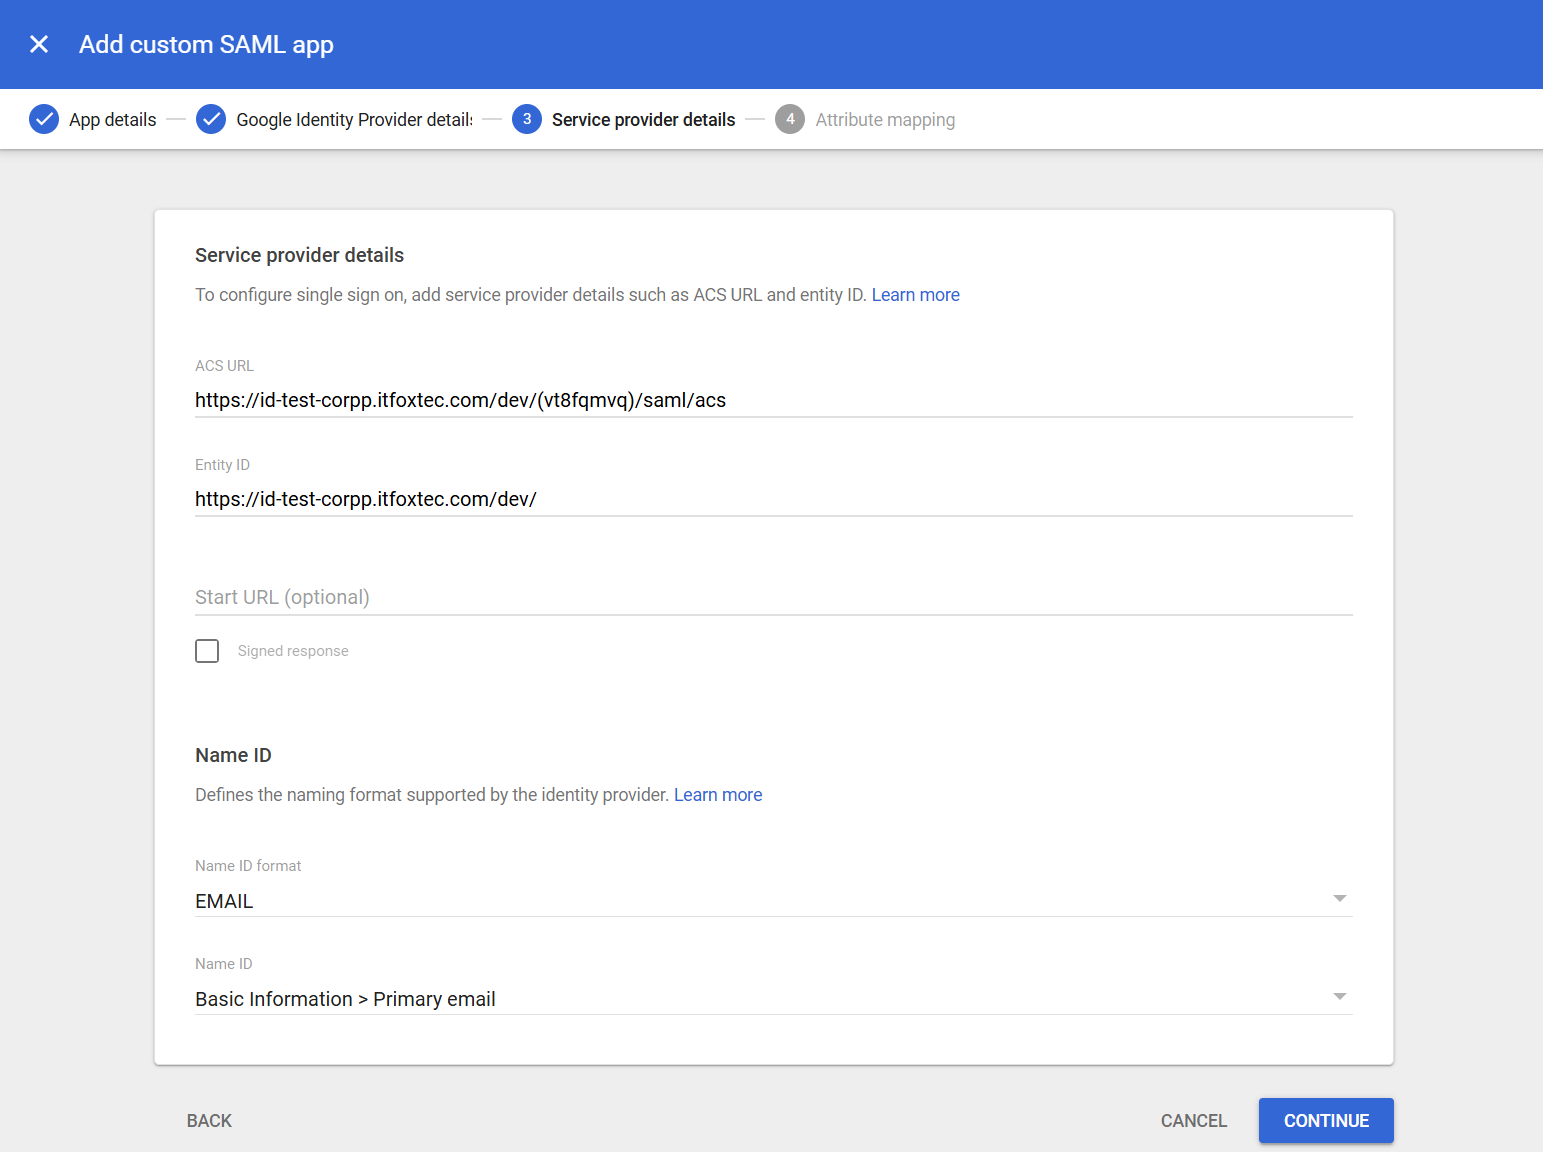 Add custom SAML app
App details
Google Identity Provider details
3 Service provider details
4 Attribute mapping
Service provider details
To configure single sign on, add service provider details such as ACS URL and entity ID. Learn more
ACS URL
https://id-test-corpp.itfoxtec.com/dev/(vt8fqmvq)/saml/acs
Entity ID
https://id-test-corpp.itfoxtec.com/dev/
Start URL (optional)
Signed response
Name ID
Defines the naming format supported by the identity provider. Learn more
Name ID format
EMAIL
Name ID
Basic Information > Primary email
BACK
CANCEL
CONTINUE